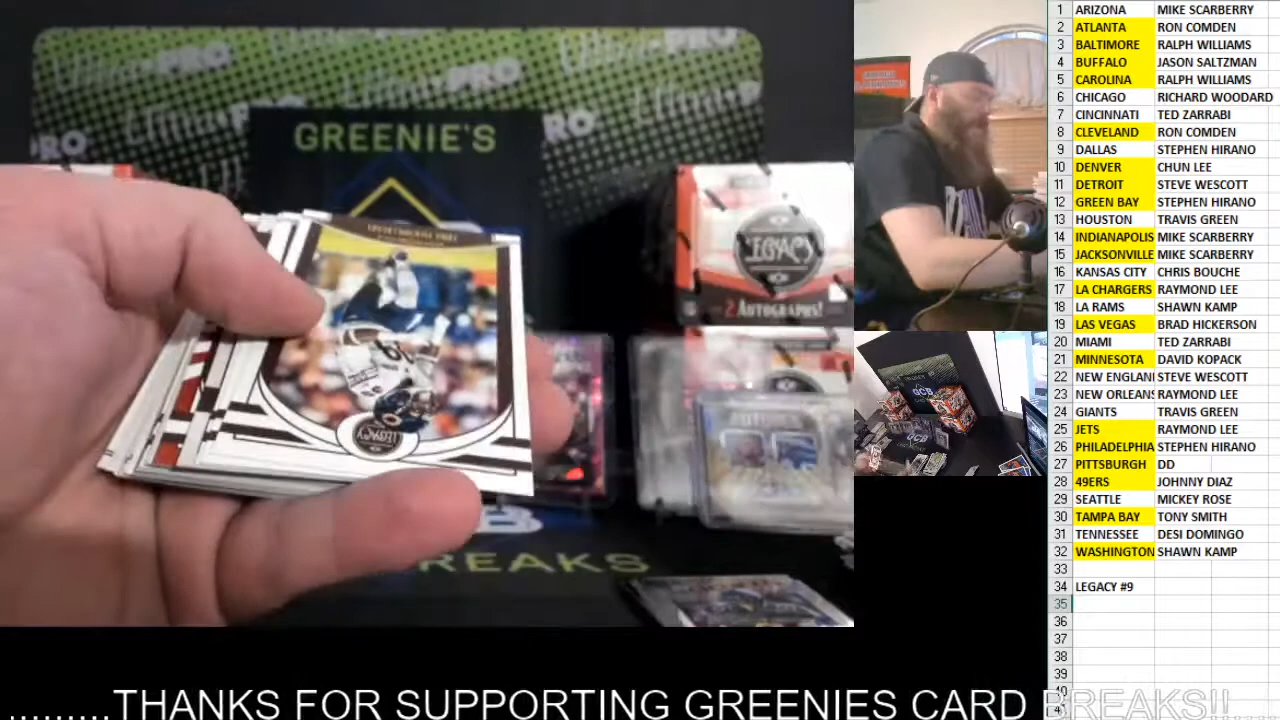 GREENIE'S
BREAKS
LEGACY
2 AUTOGRAPHS!
LEGACY
PRO
PRO
PRO
1 ARIZONA MIKE SCARBERRY
2 ATLANTA RON COMDEN
3 BALTIMORE RALPH WILLIAMS
4 BUFFALO JASON SALTZMAN
5 CAROLINA RALPH WILLIAMS
6 CHICAGO RICHARD WOODARD
7 CINCINNATI TED ZARRABI
8 CLEVELAND RON COMDEN
9 DALLAS STEPHEN HIRANO
10 DENVER CHUN LEE
11 DETROIT STEVE WESCOTT
12 GREEN BAY STEPHEN HIRANO
13 HOUSTON TRAVIS GREEN
14 INDIANAPOLIS MIKE SCARBERRY
15 JACKSONVILLE MIKE SCARBERRY
16 KANSAS CITY CHRIS BOUCHE
17 LA CHARGERS RAYMOND LEE
18 LA RAMS SHAWN KAMP
19 LAS VEGAS BRAD HICKERSON
20 MIAMI TED ZARRABI
21 MINNESOTA DAVID KOPACK
22 NEW ENGLAN STEVE WESCOTT
23 NEW ORLEANS RAYMOND LEE
24 GIANTS TRAVIS GREEN
25 JETS RAYMOND LEE
26 PHILADELPHIA STEPHEN HIRANO
27 PITTSBURGH DD
28 49ERS JOHNNY DIAZ
29 SEATTLE MICKEY ROSE
30 TAMPA BAY TONY SMITH
31 TENNESSEE DESI DOMINGO
32 WASHINGTON SHAWN KAMP
33
34 LEGACY #9
35
36
37
38
39
40
.........THANKS FOR SUPPORTING GREENIES CARD BREAKS!!